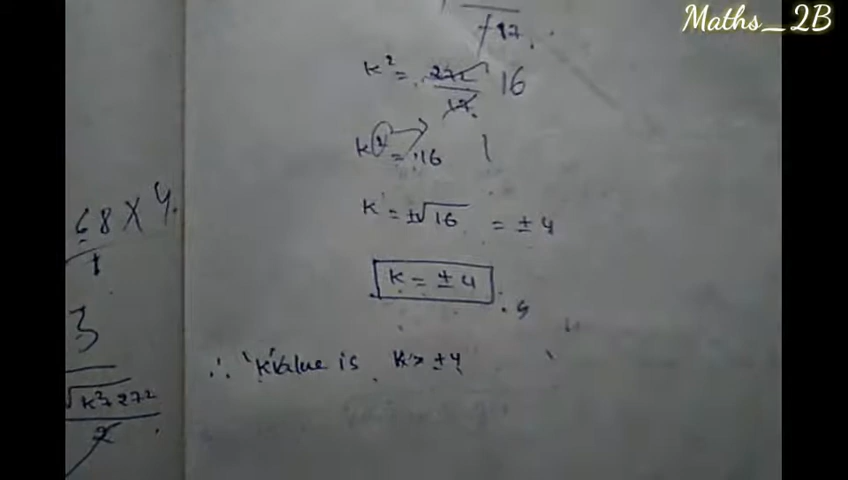 Maths_2B
k² = 272/17 16
k² = 16
k = ±√16 = ±4
k = ±4
∴ 'k' value is k = ±4
68 X 4
1
3
√k²+272
2